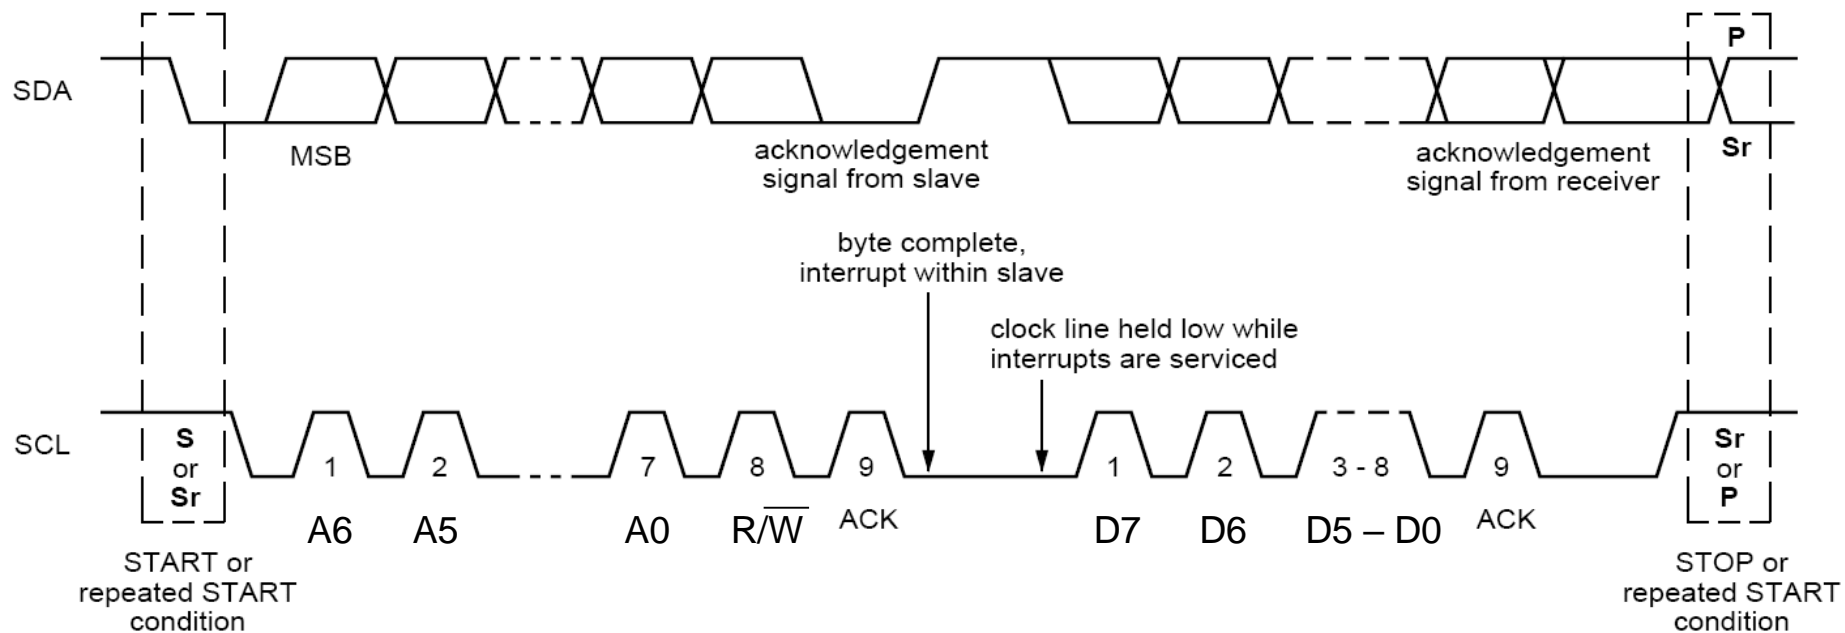 P
SDA
MSB
acknowledgement
signal from slave
acknowledgement
signal from receiver
Sr
byte complete,
interrupt within slave
clock line held low while
interrupts are serviced
SCL
S
or
Sr
1
2
7
8
9
1
2
3 - 8
9
Sr
or
P
A6
A5
A0
R/W̅
ACK
D7
D6
D5 – D0
ACK
START or
repeated START
condition
STOP or
repeated START
condition